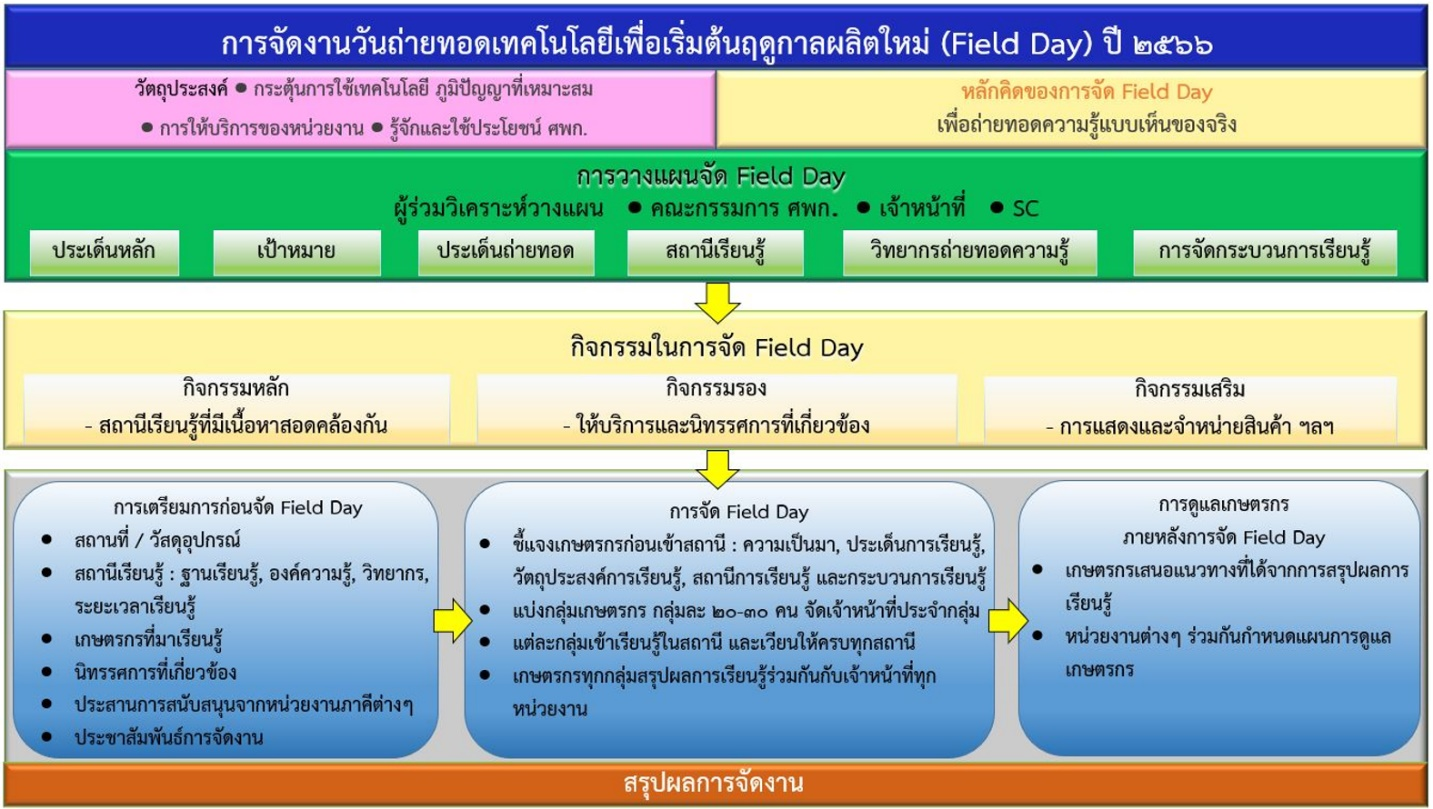 การจัดงานวันถ่ายทอดเทคโนโลยีเพื่อเริ่มต้นฤดูกาลผลิตใหม่ (Field Day) ปี ๒๕๖๖
วัตถุประสงค์ ● กระตุ้นการใช้เทคโนโลยี ภูมิปัญญาที่เหมาะสม
● การให้บริการของหน่วยงาน ● รู้จักและใช้ประโยชน์ ศพก.
หลักคิดของการจัด Field Day
เพื่อถ่ายทอดความรู้แบบเห็นของจริง
การวางแผนจัด Field Day
ผู้ร่วมวิเคราะห์วางแผน ● คณะกรรมการ ศพก. ● เจ้าหน้าที่ ● SC
ประเด็นหลัก
เป้าหมาย
ประเด็นถ่ายทอด
สถานีเรียนรู้
วิทยากรถ่ายทอดความรู้
การจัดกระบวนการเรียนรู้
กิจกรรมในการจัด Field Day
กิจกรรมหลัก
- สถานีเรียนรู้ที่มีเนื้อหาสอดคล้องกัน
กิจกรรมรอง
- ให้บริการและนิทรรศการที่เกี่ยวข้อง
กิจกรรมเสริม
- การแสดงและจำหน่ายสินค้า ฯลฯ
การเตรียมการก่อนจัด Field Day
● สถานที่ / วัสดุอุปกรณ์
● สถานีเรียนรู้ : ฐานเรียนรู้, องค์ความรู้, วิทยากร,
ระยะเวลาเรียนรู้
● เกษตรกรที่มาเรียนรู้
● นิทรรศการที่เกี่ยวข้อง
● ประสานการสนับสนุนจากหน่วยงานภาคีต่างๆ
● ประชาสัมพันธ์การจัดงาน
การจัด Field Day
● ชี้แจงเกษตรกรก่อนเข้าสถานี : ความเป็นมา, ประเด็นการเรียนรู้,
วัตถุประสงค์การเรียนรู้, สถานีการเรียนรู้ และกระบวนการเรียนรู้
● แบ่งกลุ่มเกษตรกร กลุ่มละ ๒๐-๓๐ คน จัดเจ้าหน้าที่ประจำกลุ่ม
● แต่ละกลุ่มเข้าเรียนรู้ในสถานี และเวียนให้ครบทุกสถานี
● เกษตรกรทุกกลุ่มสรุปผลการเรียนรู้ร่วมกันกับเจ้าหน้าที่ทุก
หน่วยงาน
การดูแลเกษตรกร
ภายหลังการจัด Field Day
● เกษตรกรเสนอแนวทางที่ได้จากการสรุปผลการ
เรียนรู้
● หน่วยงานต่างๆ ร่วมกันกำหนดแผนการดูแล
เกษตรกร
สรุปผลการจัดงาน